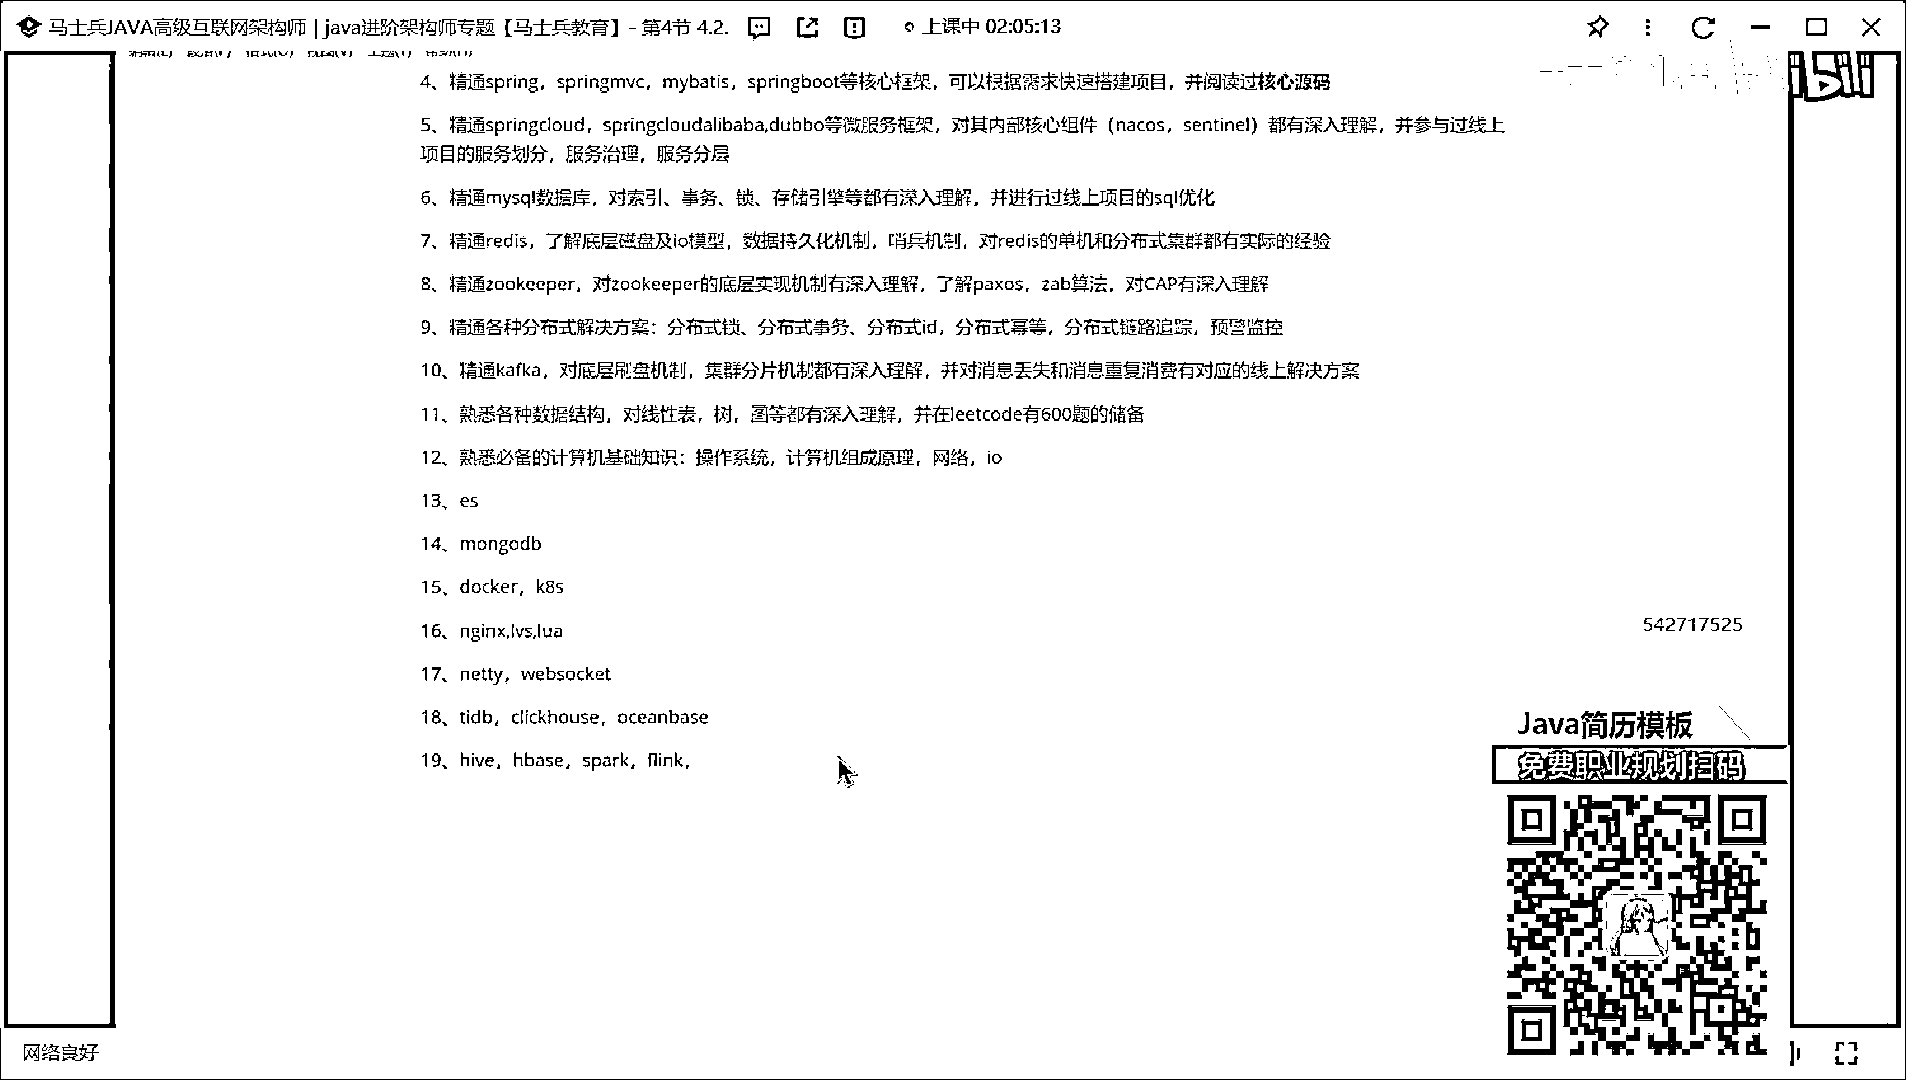 马士兵JAVA高级互联网架构师 | java进阶架构师专题【马士兵教育】- 第4节 4.2.
上课中 02:05:13
4、精通spring，springmvc，mybatis，springboot等核心框架，可以根据需求快速搭建项目，并阅读过核心源码
5、精通springcloud，springcloudalibaba,dubbo等微服务框架，对其内部核心组件（nacos，sentinel）都有深入理解，并参与过线上
项目的服务划分，服务治理，服务分层
6、精通mysql数据库，对索引、事务、锁、存储引擎等都有深入理解，并进行过线上项目的sql优化
7、精通redis，了解底层磁盘及io模型，数据持久化机制，哨兵机制，对redis的单机和分布式集群都有实际的经验
8、精通zookeeper，对zookeeper的底层实现机制有深入理解，了解paxos，zab算法，对CAP有深入理解
9、精通各种分布式解决方案：分布式锁、分布式事务、分布式id，分布式幂等，分布式链路追踪，预警监控
10、精通kafka，对底层刷盘机制，集群分片机制都有深入理解，并对消息丢失和消息重复消费有对应的线上解决方案
11、熟悉各种数据结构，对线性表，树，图等都有深入理解，并在leetcode有600题的储备
12、熟悉必备的计算机基础知识：操作系统，计算机组成原理，网络，io
13、es
14、mongodb
15、docker，k8s
16、nginx,lvs,lua
17、netty，websocket
18、tidb，clickhouse，oceanbase
19、hive，hbase，spark，flink，
542717525
Java简历模板
免费职业规划扫码
网络良好